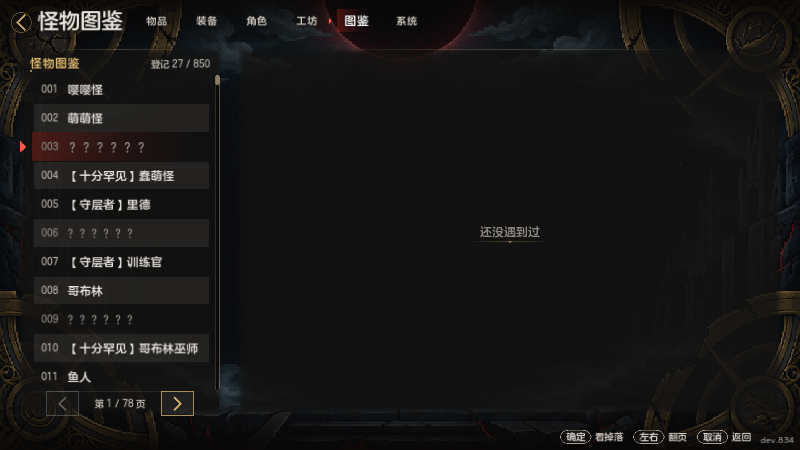 怪物图鉴 物品 装备 角色 工坊 图鉴 系统
怪物图鉴 登记 27 / 850
001 嘤嘤怪
002 萌萌怪
003 ？？？？？？
004 【十分罕见】蠢萌怪
005 【守层者】里德
006 ？？？？？？
007 【守层者】训练官
008 哥布林
009 ？？？？？？
010 【十分罕见】哥布林巫师
011 鱼人
第 1 / 78 页
还没遇到过
确定 看掉落 左右 翻页 取消 返回 dev.834